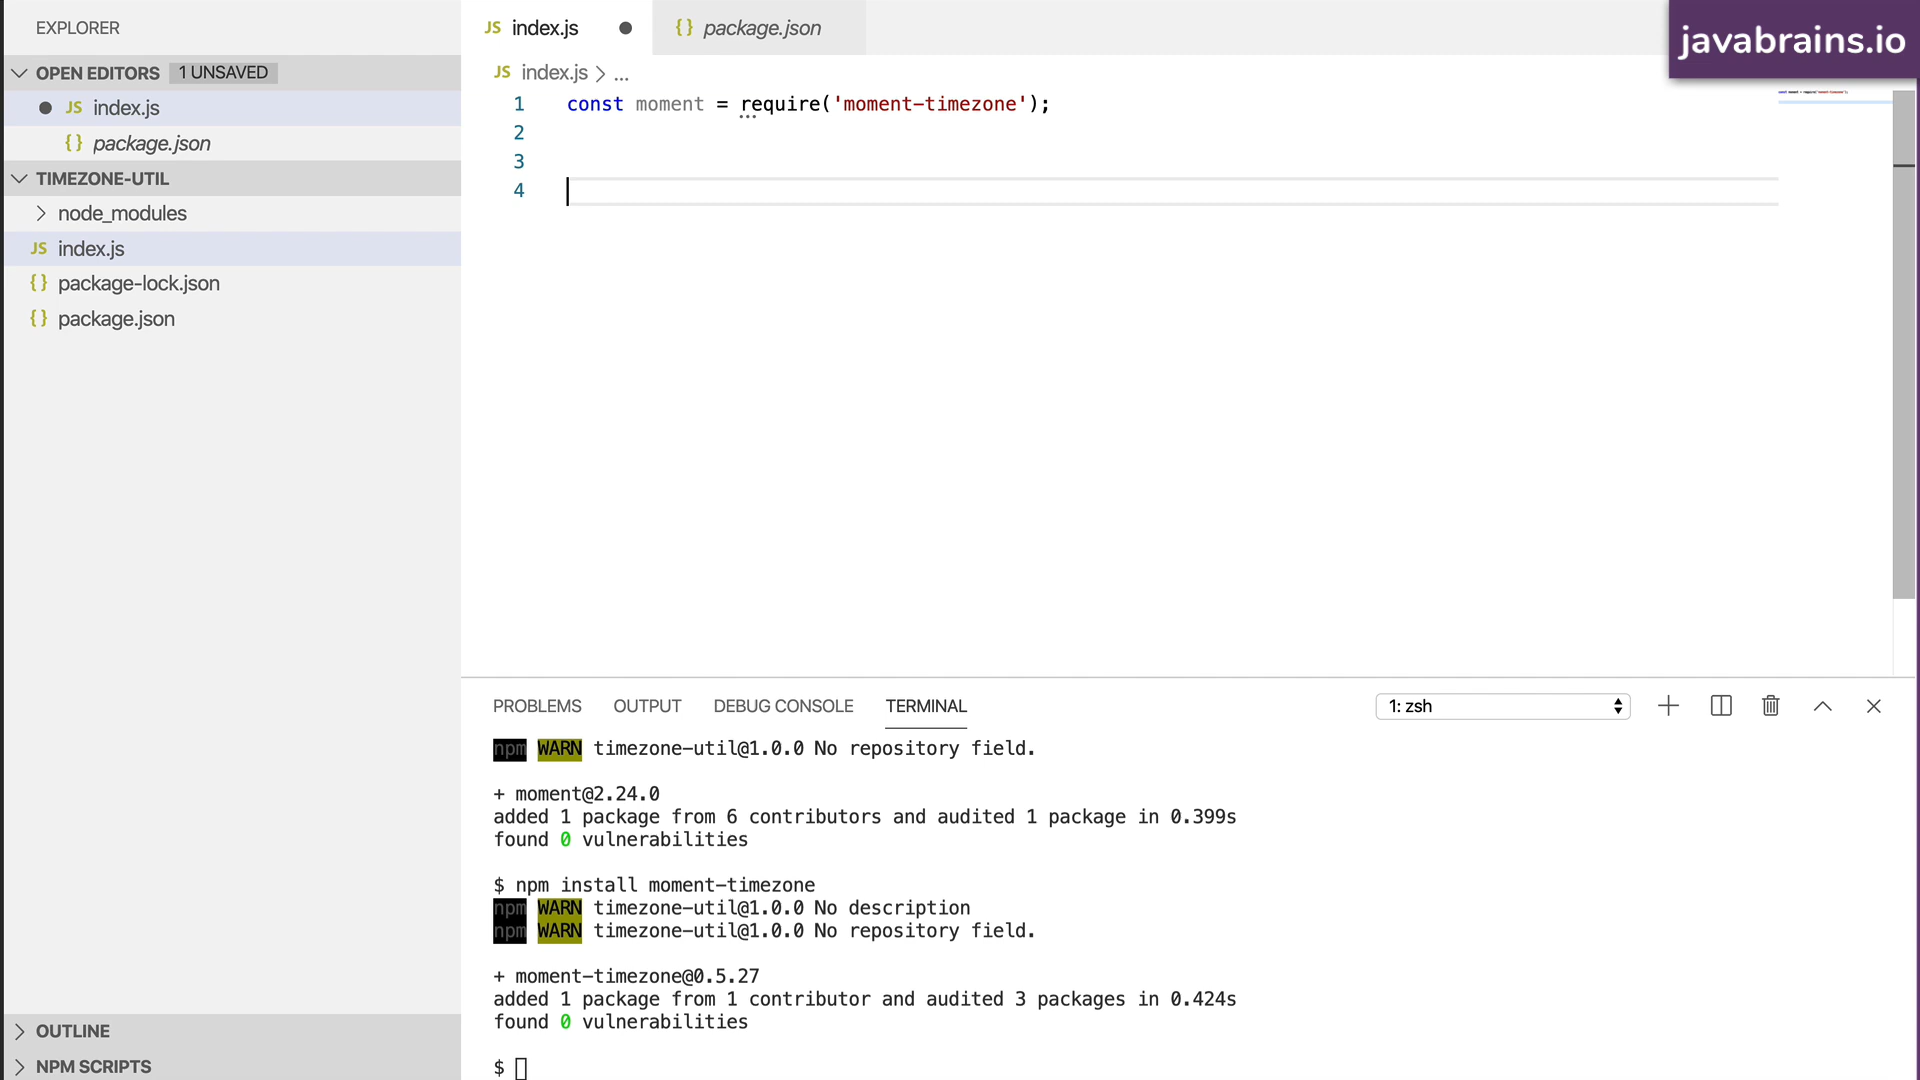 EXPLORER
OPEN EDITORS 1 UNSAVED
JS index.js
{} package.json
TIMEZONE-UTIL
node_modules
JS index.js
{} package-lock.json
{} package.json
OUTLINE
NPM SCRIPTS
JS index.js
{} package.json
javabrains.io
JS index.js > ...
1 const moment = require('moment-timezone');
2
3
4
PROBLEMS OUTPUT DEBUG CONSOLE TERMINAL 1: zsh
npm WARN timezone-util@1.0.0 No repository field.
+ moment@2.24.0
added 1 package from 6 contributors and audited 1 package in 0.399s
found 0 vulnerabilities
$ npm install moment-timezone
npm WARN timezone-util@1.0.0 No description
npm WARN timezone-util@1.0.0 No repository field.
+ moment-timezone@0.5.27
added 1 package from 1 contributor and audited 3 packages in 0.424s
found 0 vulnerabilities
$